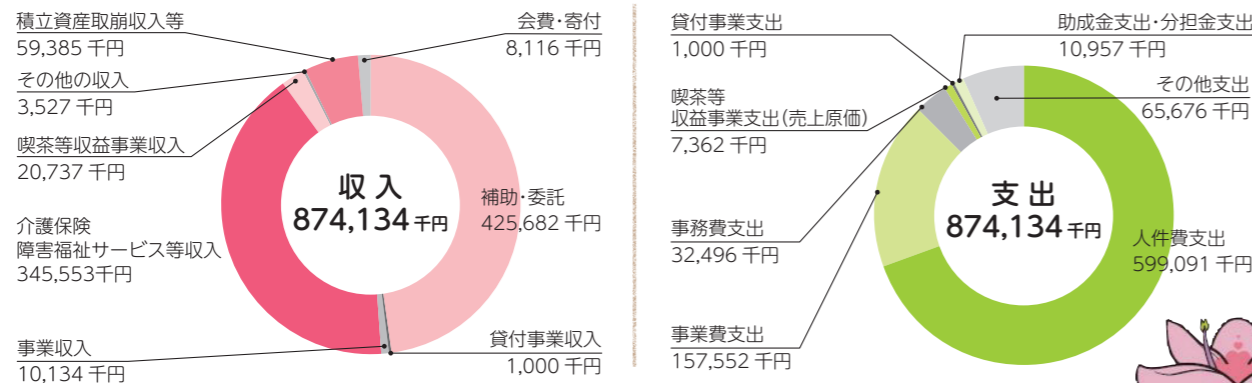 積立資産取崩収入等
59,385 千円
その他の収入
3,527 千円
喫茶等収益事業収入
20,737 千円
介護保険
障害福祉サービス等収入
345,553千円
事業収入
10,134 千円
会費・寄付
8,116 千円
補助・委託
425,682 千円
貸付事業収入
1,000 千円
収 入
874,134 千円
貸付事業支出
1,000 千円
喫茶等
収益事業支出(売上原価)
7,362 千円
事務費支出
32,496 千円
事業費支出
157,552 千円
助成金支出・分担金支出
10,957 千円
その他支出
65,676 千円
人件費支出
599,091 千円
支 出
874,134 千円